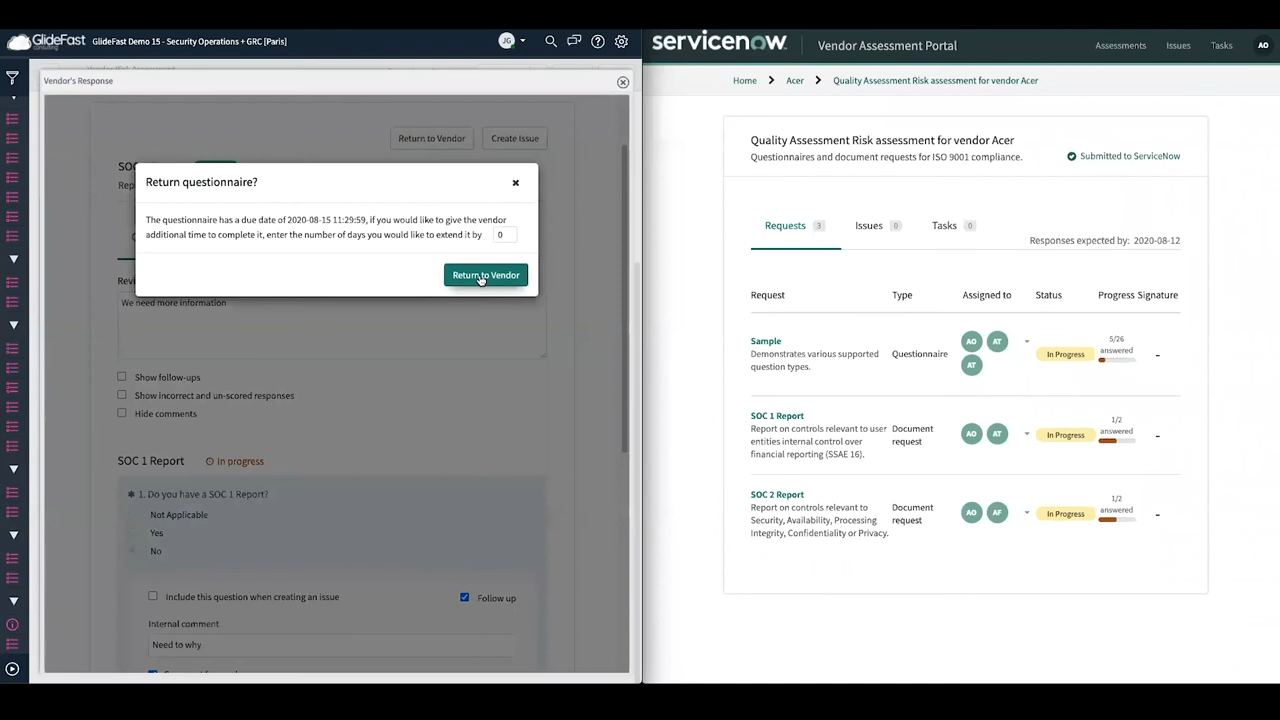 GlideFast
consulting
GlideFast Demo 15 - Security Operations + GRC [Paris]
JG
Vendor's Response
Return to Vendor
Create Issue
SOC
Return questionnaire?
The questionnaire has a due date of 2020-08-15 11:29:59, if you would like to give the vendor
additional time to complete it, enter the number of days you would like to extend it by
0
Return to Vendor
We need more information
Show follow-ups
Show incorrect and un-scored responses
Hide comments
SOC 1 Report
In progress
1. Do you have a SOC 1 Report?
Not Applicable
Yes
No
Include this question when creating an issue
Follow up
Internal comment
Need to why
servicenow
Vendor Assessment Portal
Assessments
Issues
Tasks
AO
Home
Acer
Quality Assessment Risk assessment for vendor Acer
Quality Assessment Risk assessment for vendor Acer
Questionnaires and document requests for ISO 9001 compliance.
Submitted to ServiceNow
Requests 3
Issues 0
Tasks 0
Responses expected by: 2020-08-12
Request
Type
Assigned to
Status
Progress
Signature
Sample
Demonstrates various supported
question types.
Questionnaire
AO
AT
AT
In Progress
5/26
answered
-
SOC 1 Report
Report on controls relevant to user
entities internal control over
financial reporting (SSAE 16).
Document
request
AO
AT
In Progress
1/2
answered
-
SOC 2 Report
Report on controls relevant to
Security, Availability, Processing
Integrity, Confidentiality or Privacy.
Document
request
AO
AF
In Progress
1/2
answered
-